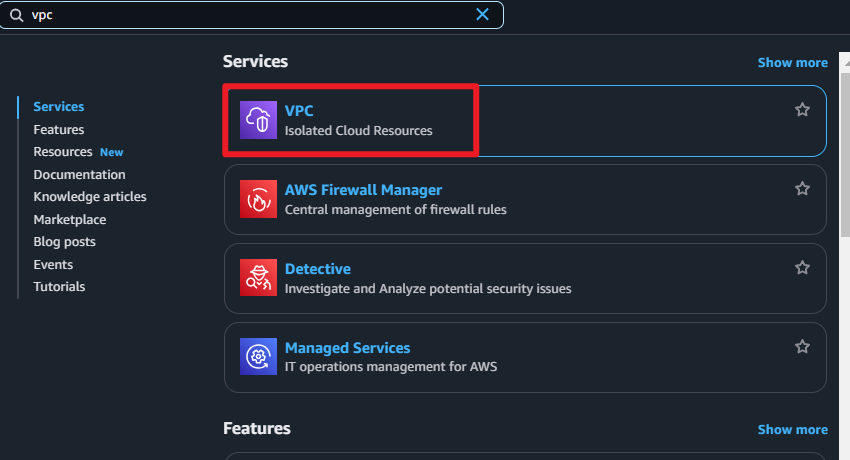 vpc
Services
Features
Resources New
Documentation
Knowledge articles
Marketplace
Blog posts
Events
Tutorials
Services
Show more
VPC
Isolated Cloud Resources
AWS Firewall Manager
Central management of firewall rules
Detective
Investigate and Analyze potential security issues
Managed Services
IT operations management for AWS
Features
Show more